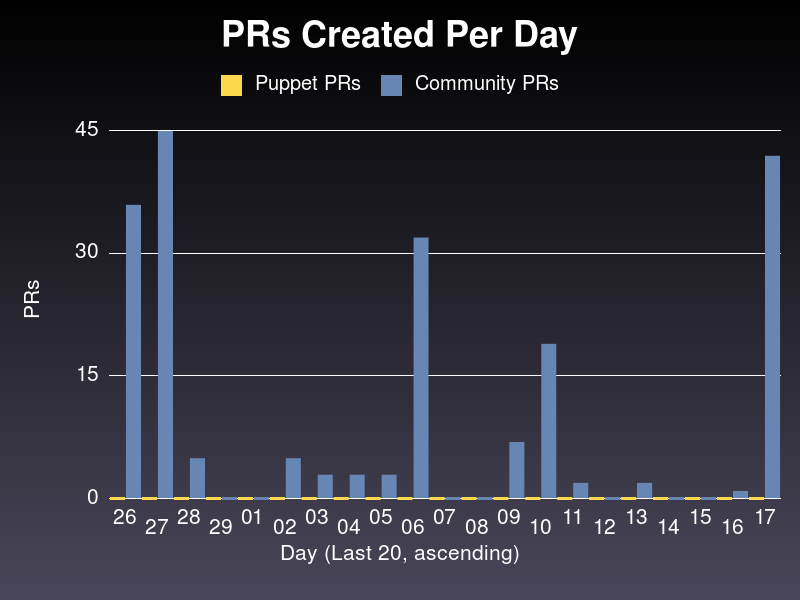 PRs Created Per Day
Puppet PRs Community PRs
45
30
15
0
PRs
26 27 28 29 01 02 03 04 05 06 07 08 09 10 11 12 13 14 15 16 17
Day (Last 20, ascending)